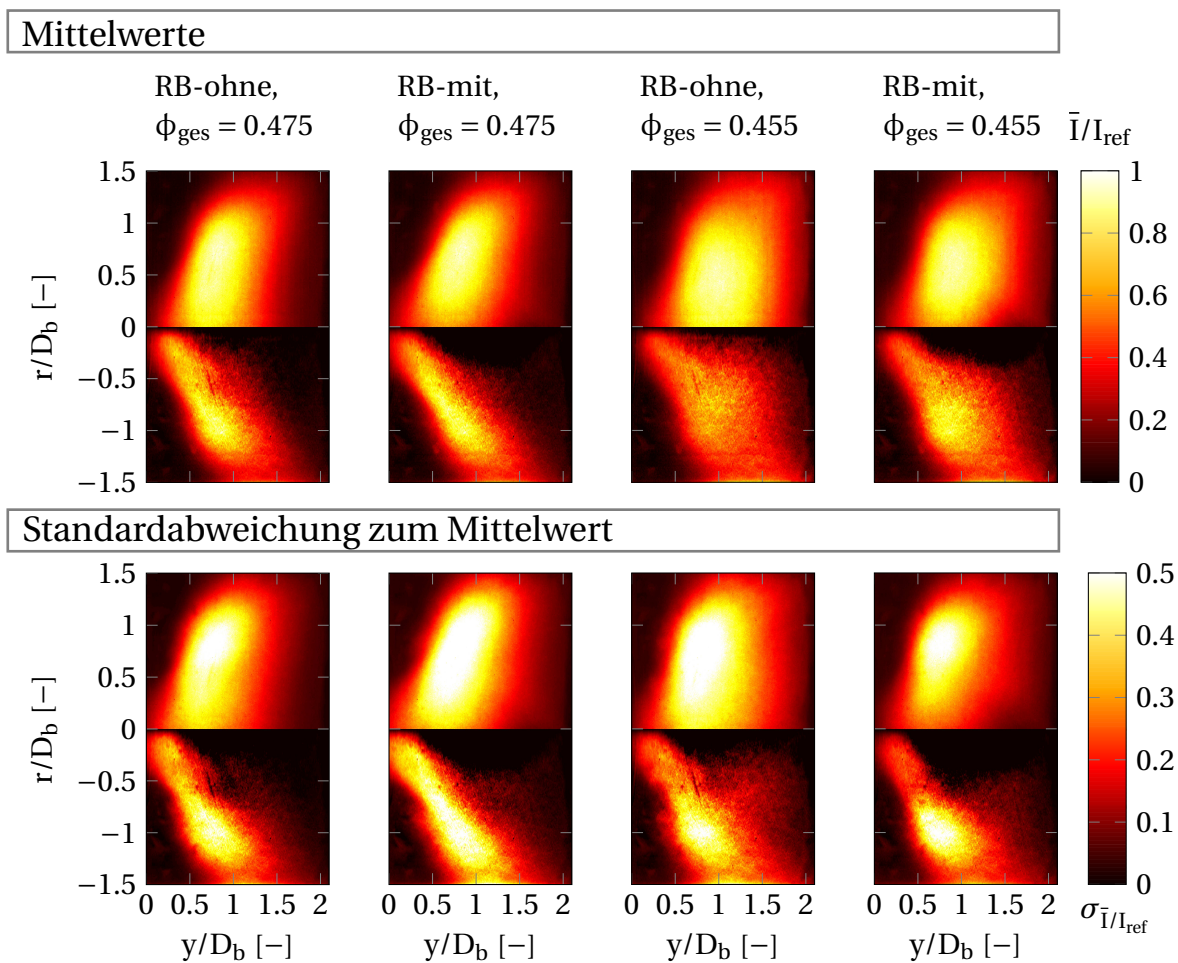 Mittelwerte
RB-ohne, RB-mit, RB-ohne, RB-mit,
ϕges = 0.475 ϕges = 0.475 ϕges = 0.455 ϕges = 0.455 Ī/Iref
1.5 1
1 0.8
0.5 0.6
0
−0.5 0.4
−1 0.2
−1.5 0
r/Db [−]
Standardabweichung zum Mittelwert
1.5 0.5
1 0.4
0.5 0.3
0
−0.5 0.2
−1 0.1
−1.5 0
r/Db [−]
0 0.5 1 1.5 2 0 0.5 1 1.5 2 0 0.5 1 1.5 2 0 0.5 1 1.5 2 σĪ/Iref
y/Db [−] y/Db [−] y/Db [−] y/Db [−]